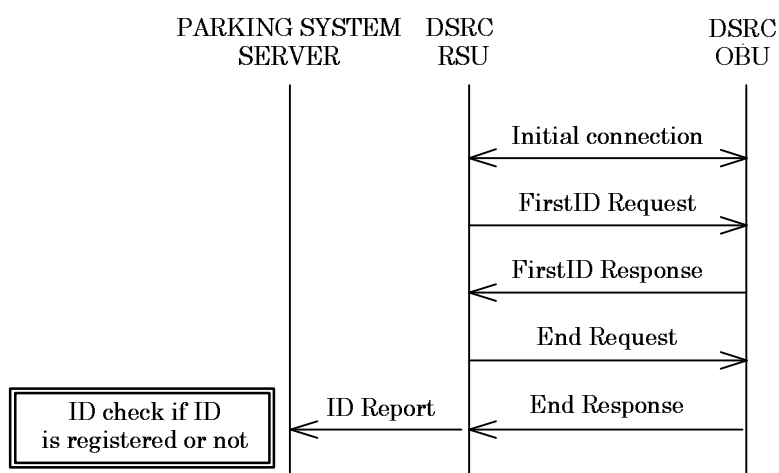 PARKING SYSTEM
SERVER
DSRC
RSU
DSRC
OBU
Initial connection
FirstID Request
FirstID Response
End Request
End Response
ID Report
ID check if ID
is registered or not